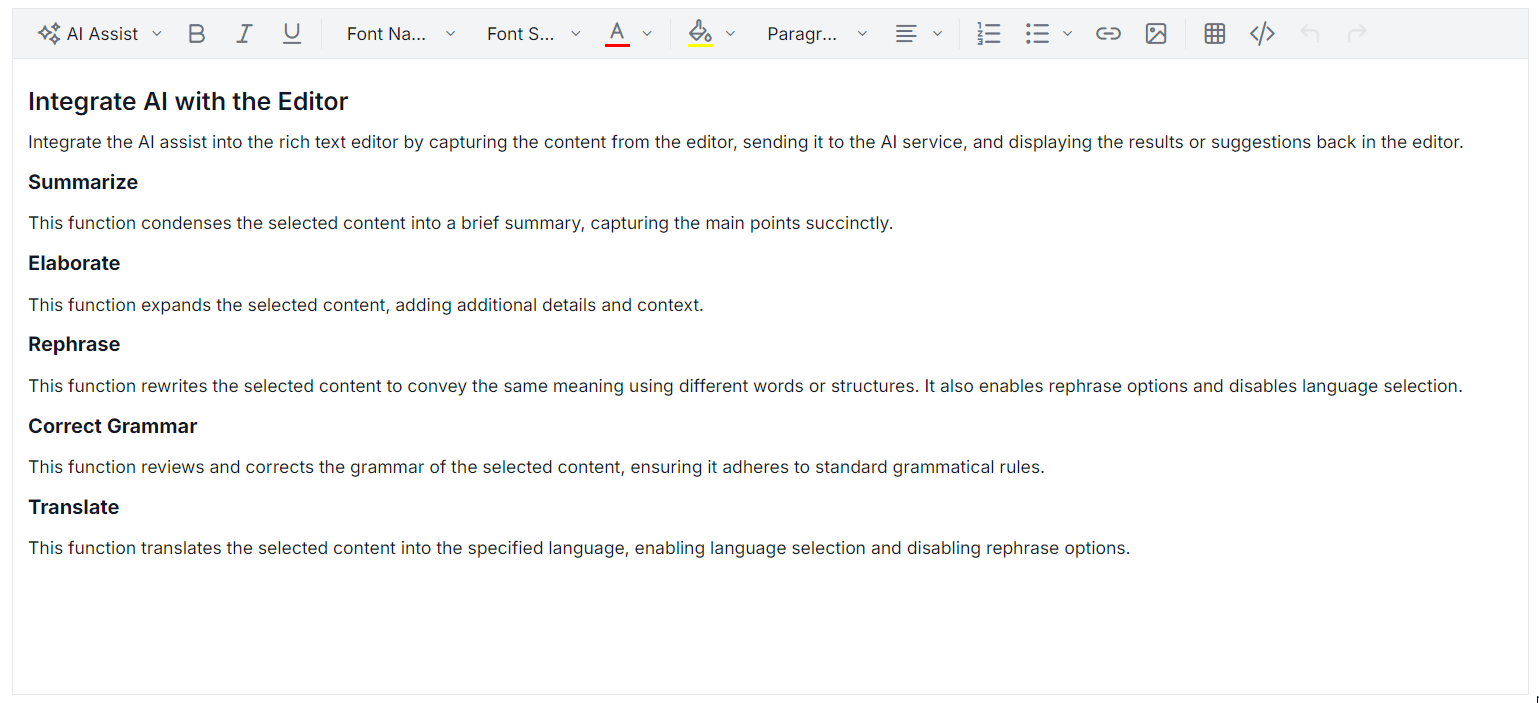 AI Assist B I U Font Na... Font S... A Paragr...
Integrate AI with the Editor
Integrate the AI assist into the rich text editor by capturing the content from the editor, sending it to the AI service, and displaying the results or suggestions back in the editor.
Summarize
This function condenses the selected content into a brief summary, capturing the main points succinctly.
Elaborate
This function expands the selected content, adding additional details and context.
Rephrase
This function rewrites the selected content to convey the same meaning using different words or structures. It also enables rephrase options and disables language selection.
Correct Grammar
This function reviews and corrects the grammar of the selected content, ensuring it adheres to standard grammatical rules.
Translate
This function translates the selected content into the specified language, enabling language selection and disabling rephrase options.